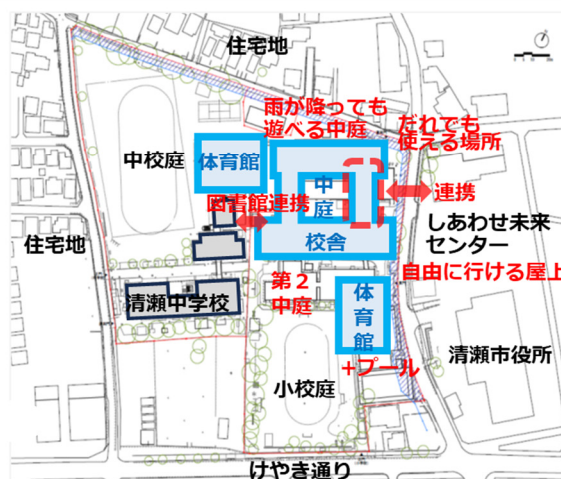 住宅地
雨が降っても
遊べる中庭
だれでも
使える場所
中校庭
体育館
中
庭
連携
図書館連携
住宅地
しあわせ未来
センター
校舎
自由に行ける屋上
第２
中庭
清瀬中学校
体
育
館
清瀬市役所
+プール
小校庭
けやき通り